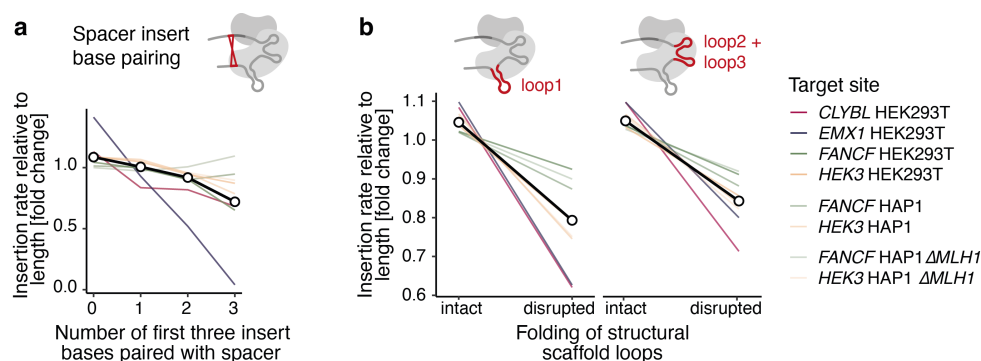 a
Spacer insert
base pairing
Insertion rate relative to
length [fold change]
1.0
0.5
0.0
0 1 2 3
Number of first three insert
bases paired with spacer
b
loop1
loop2 +
loop3
Insertion rate relative to
length [fold change]
1.1
1.0
0.9
0.8
0.7
0.6
intact disrupted intact disrupted
Folding of structural
scaffold loops
Target site
CLYBL HEK293T
EMX1 HEK293T
FANCF HEK293T
HEK3 HEK293T
FANCF HAP1
HEK3 HAP1
FANCF HAP1 ΔMLH1
HEK3 HAP1 ΔMLH1